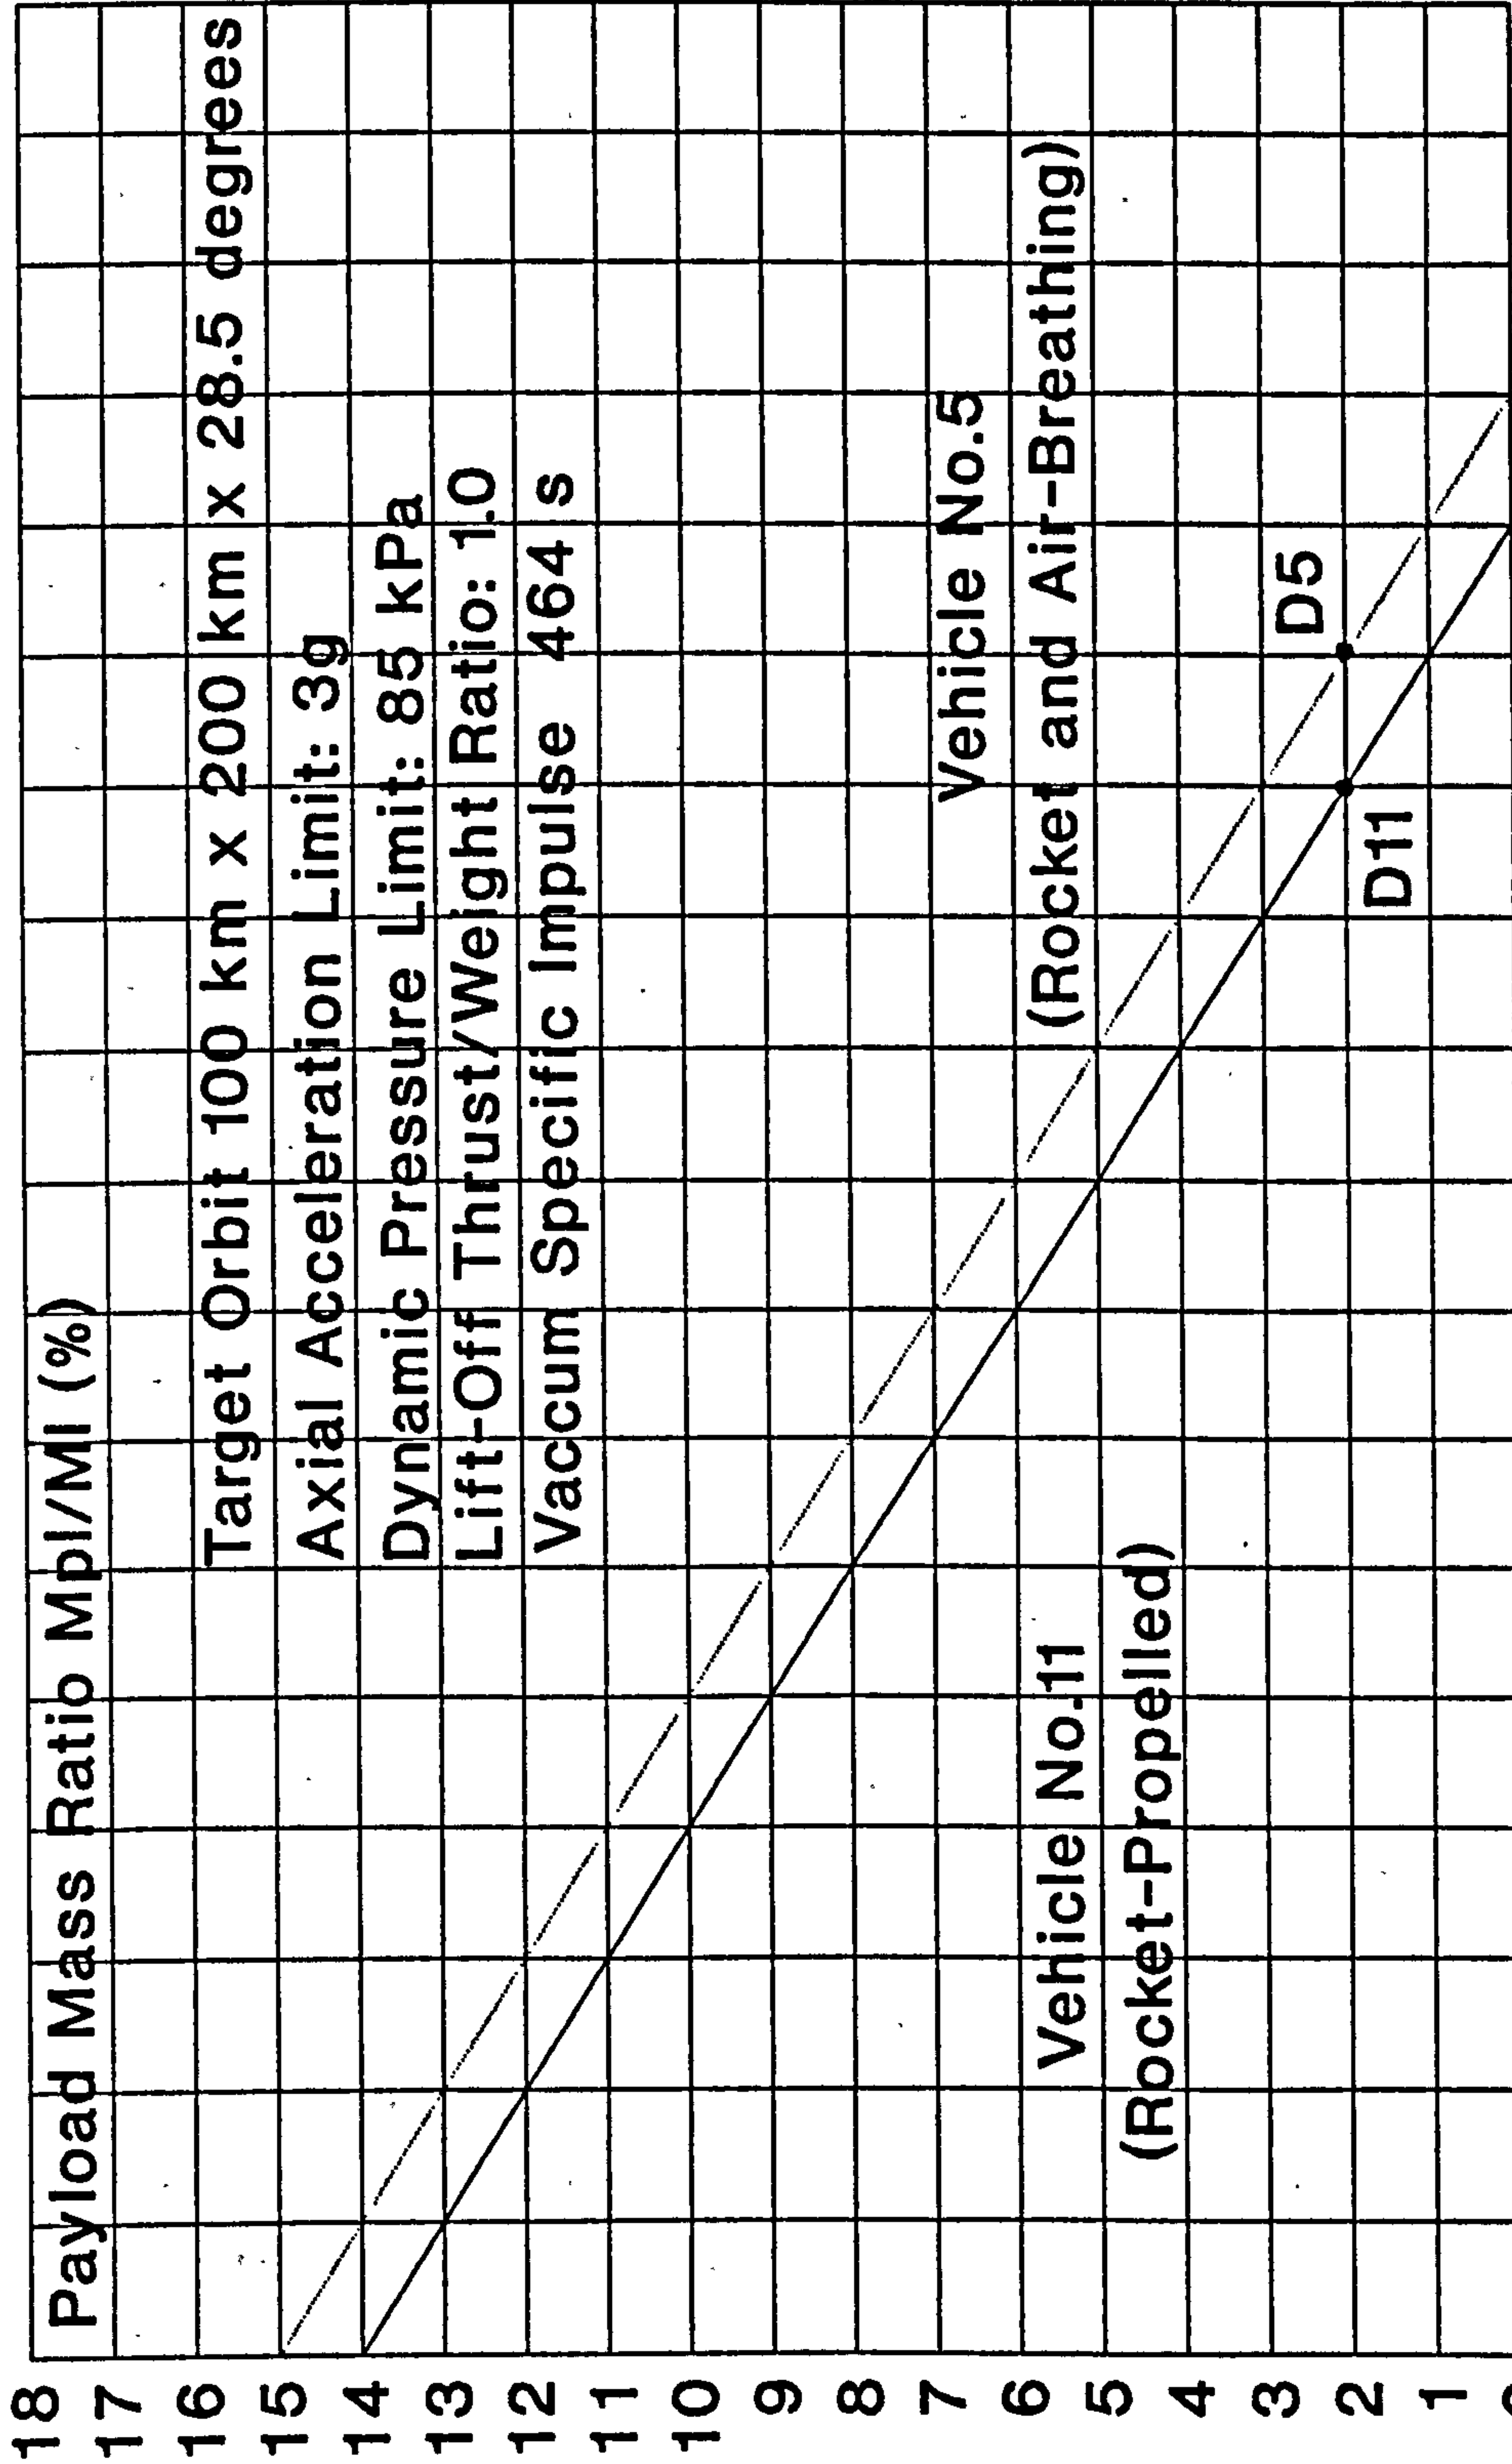 Payload Mass Ratio Mpl/MI (%)
Target Orbit 100 km x 200 km x 28.5 degrees
Axial Acceleration Limit: 3g
Dynamic Pressure Limit: 85 kPa
Lift-Off Thrust/Weight Ratio: 1.0
Vaccum Specific Impulse 464 s
Vehicle No.5
(Rocket and Air-Breathing)
D5
D11
Vehicle No.11
(Rocket-Propelled)
18
17
16
15
14
13
12
11
10
9
8
7
6
5
4
3
2
1